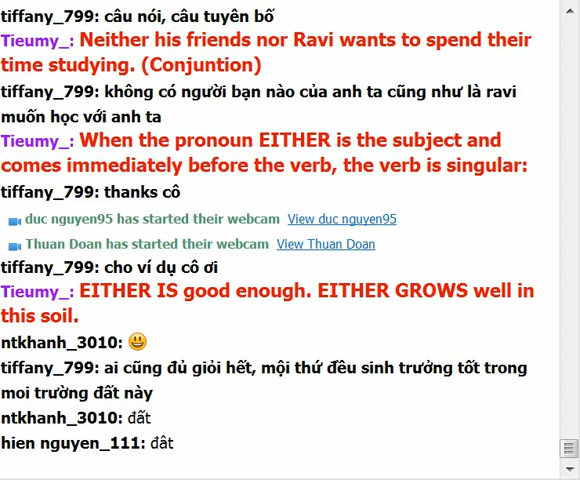 tiffany_799: câu nói, câu tuyên bố
Tieumy_: Neither his friends nor Ravi wants to spend their
time studying. (Conjuntion)
tiffany_799: không có người bạn nào của anh ta cũng như là ravi
muốn học với anh ta
Tieumy_: When the pronoun EITHER is the subject and
comes immediately before the verb, the verb is singular:
tiffany_799: thanks cô
duc nguyen95 has started their webcam View duc nguyen95
Thuan Doan has started their webcam View Thuan Doan
tiffany_799: cho ví dụ cô ơi
Tieumy_: EITHER IS good enough. EITHER GROWS well in
this soil.
ntkhanh_3010: 😃
tiffany_799: ai cũng đủ giỏi hết, mội thứ đều sinh trưởng tốt trong
moi trường đất này
ntkhanh_3010: đất
hien nguyen_111: đât